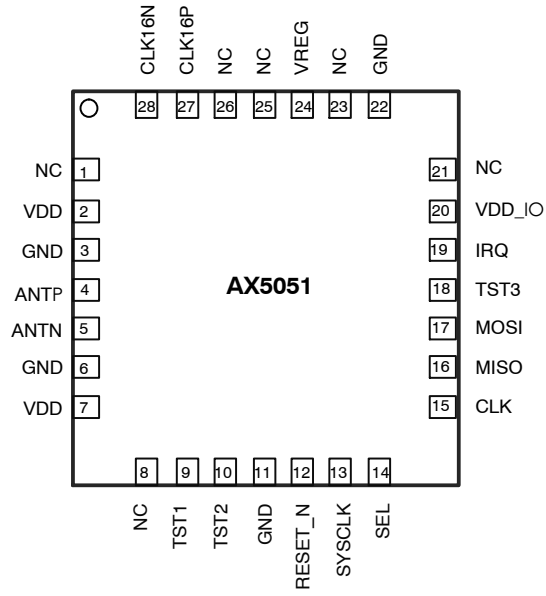 CLK16N
CLK16P
NC
NC
VREG
NC
GND
28
27
26
25
24
23
22
NC 1
VDD 2
GND 3
ANTP 4
ANTN 5
GND 6
VDD 7
AX5051
21 NC
20 VDD_IO
19 IRQ
18 TST3
17 MOSI
16 MISO
15 CLK
8
9
10
11
12
13
14
NC
TST1
TST2
GND
RESET_N
SYSCLK
SEL